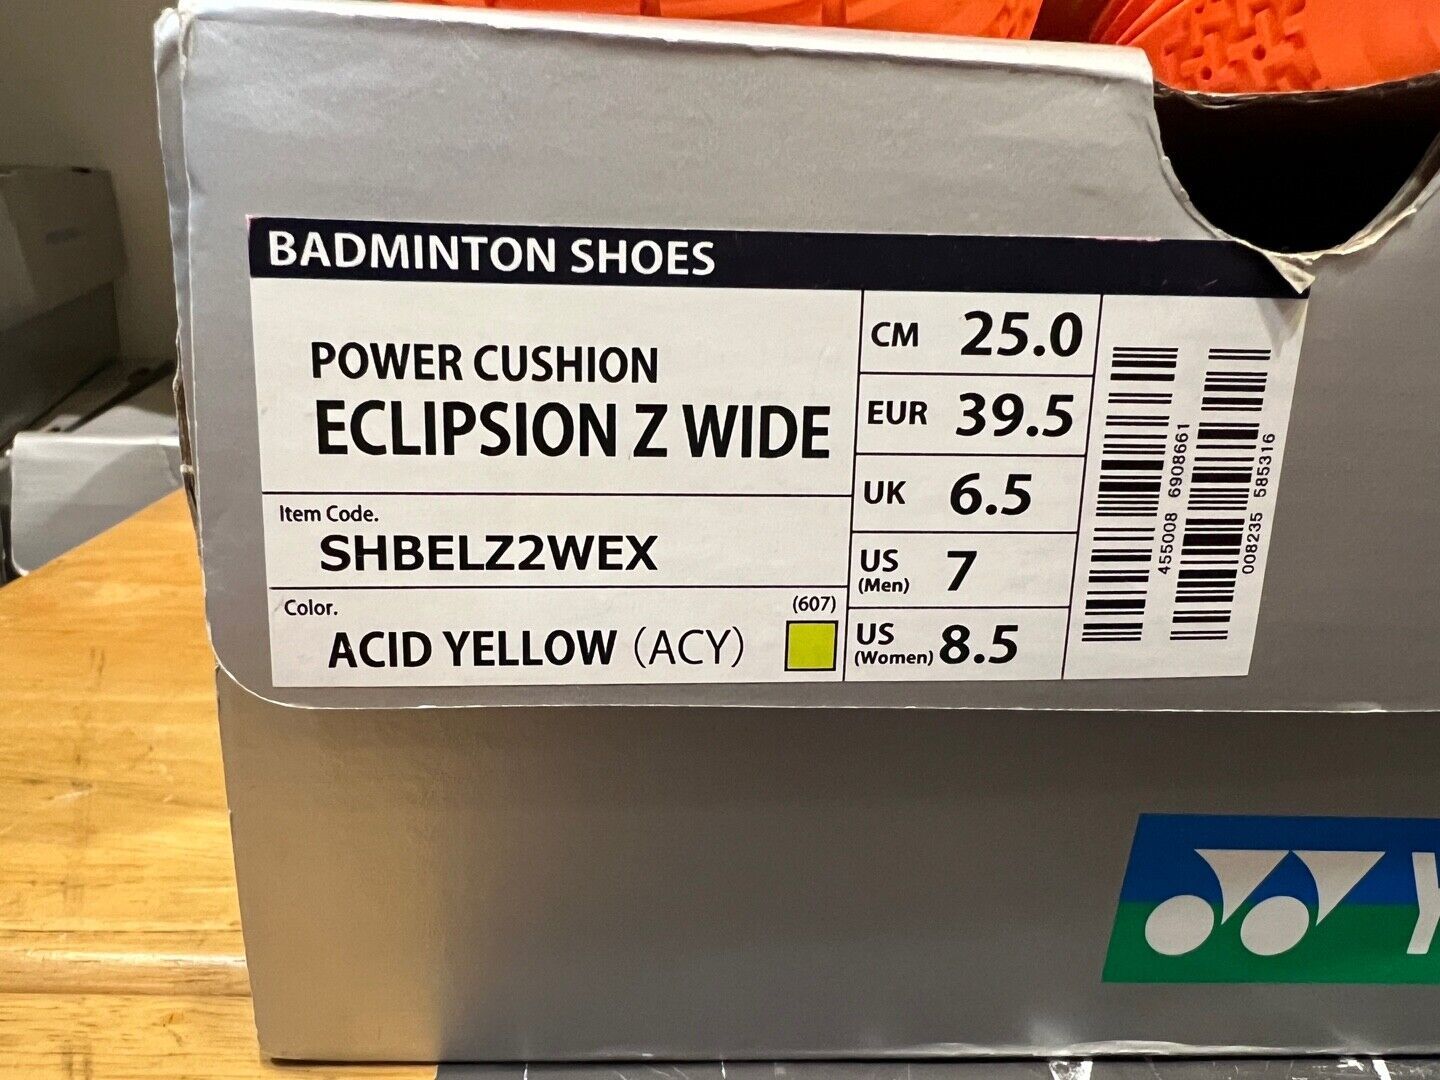 BADMINTON SHOES
POWER CUSHION
ECLIPSION Z WIDE
Item Code.
SHBELZ2WEX
Color.
(607)
ACID YELLOW (ACY)
CM 25.0
EUR 39.5
UK 6.5
US (Men) 7
US (Women) 8.5
455008 6908661
008235 585316
Y